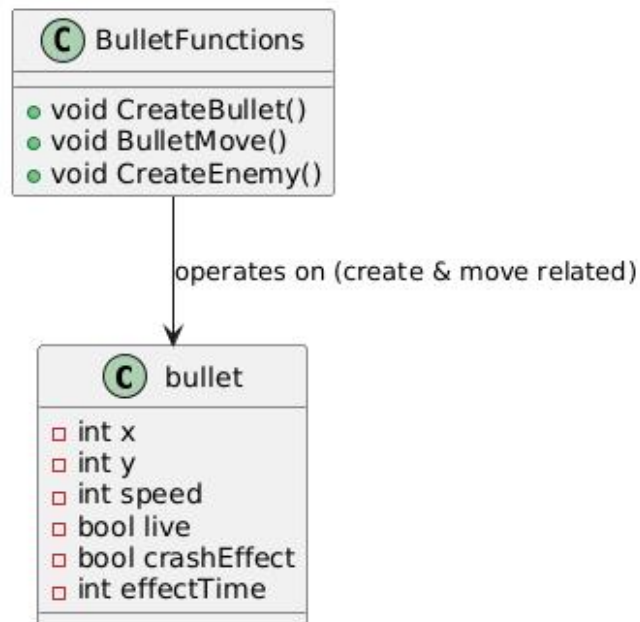 C BulletFunctions
void CreateBullet()
void BulletMove()
void CreateEnemy()
operates on (create & move related)
C bullet
int x
int y
int speed
bool live
bool crashEffect
int effectTime